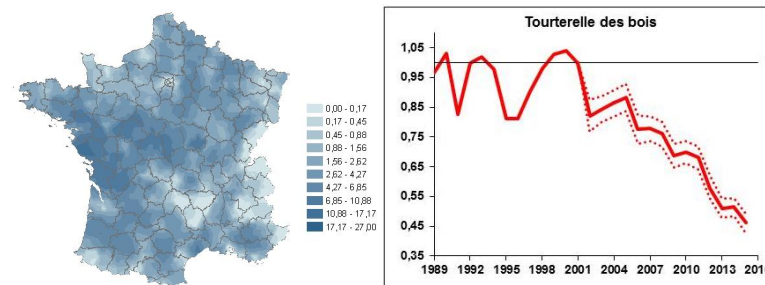 0,00 - 0,17
0,17 - 0,45
0,45 - 0,88
0,88 - 1,56
1,56 - 2,62
2,62 - 4,27
4,27 - 6,85
6,85 - 10,88
10,88 - 17,17
17,17 - 27,00
Tourterelle des bois
1,05
0,95
0,85
0,75
0,65
0,55
0,45
0,35
1989 1992 1995 1998 2001 2004 2007 2010 2013 2016